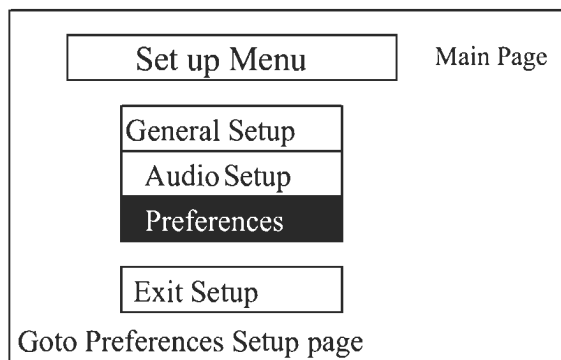 Set up Menu Main Page
General Setup
Audio Setup
Preferences
Exit Setup
Goto Preferences Setup page